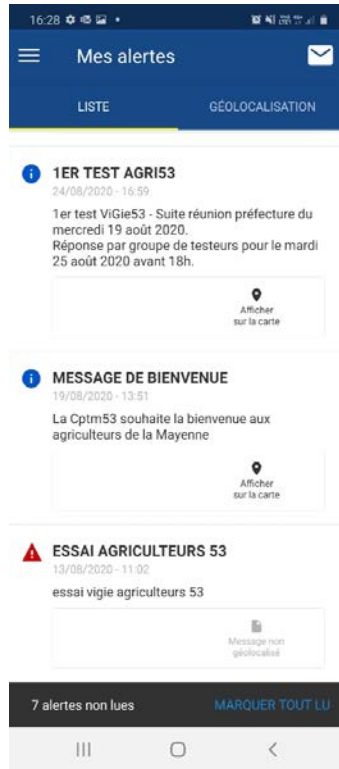 16:28
Mes alertes
LISTE
GÉOLOCALISATION
1ER TEST AGRI53
24/08/2020 - 16:59
1er test ViGie53 - Suite réunion préfecture du
mercredi 19 août 2020.
Réponse par groupe de testeurs pour le mardi
25 août 2020 avant 18h.
Afficher
sur la carte
MESSAGE DE BIENVENUE
19/08/2020 - 13:51
La Cptm53 souhaite la bienvenue aux
agriculteurs de la Mayenne
Afficher
sur la carte
ESSAI AGRICULTEURS 53
13/08/2020 - 11:02
essai vigie agriculteurs 53
Message non
géolocalisé
7 alertes non lues
MARQUER TOUT LU